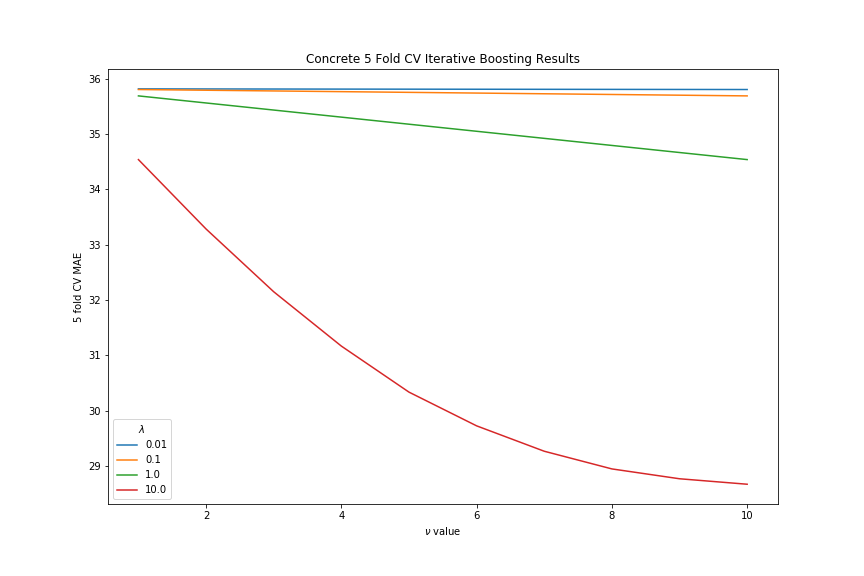 Concrete 5 Fold CV Iterative Boosting Results
36
35
34
33
32
31
30
29
5 fold CV MAE
λ
0.01
0.1
1.0
10.0
2 4 6 8 10
ν value